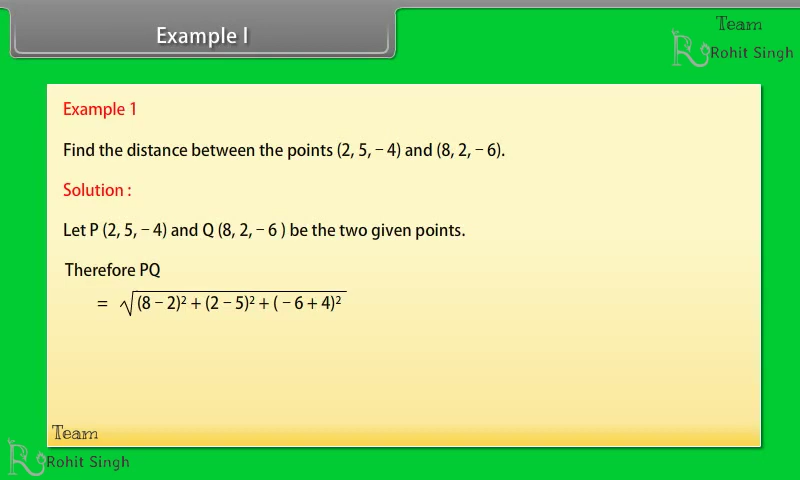 Example I
Team
Rohit Singh
Example 1
Find the distance between the points (2, 5, – 4) and (8, 2, – 6).
Solution :
Let P (2, 5, – 4) and Q (8, 2, – 6 ) be the two given points.
Therefore PQ
= √(8 – 2)² + (2 – 5)² + ( – 6 + 4)²
Team
Rohit Singh